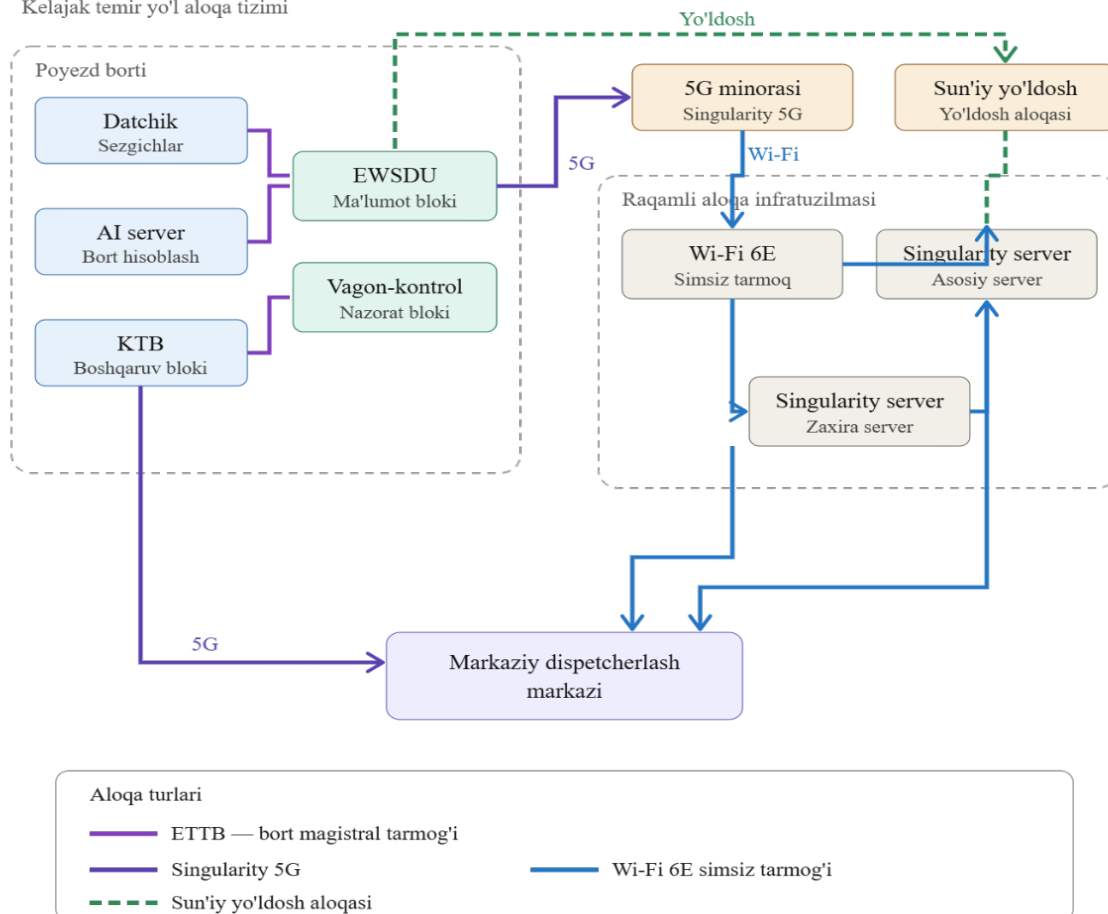 Kelajak temir yo'l aloqa tizimi
Yo'ldosh
Poyezd borti
Datchik
Sezgichlar
AI server
Bort hisoblash
KTB
Boshqaruv bloki
EWSDU
Ma'lumot bloki
Vagon-kontrol
Nazorat bloki
5G
5G minorasi
Singularity 5G
Sun'iy yo'ldosh
Yo'ldosh aloqasi
Wi-Fi
Raqamli aloqa infratuzilmasi
Wi-Fi 6E
Simsiz tarmoq
Singularity server
Asosiy server
Singularity server
Zaxira server
5G
Markaziy dispetcherlash
markazi
Aloqa turlari
ETTB — bort magistral tarmog'i
Singularity 5G
Wi-Fi 6E simsiz tarmog'i
Sun'iy yo'ldosh aloqasi